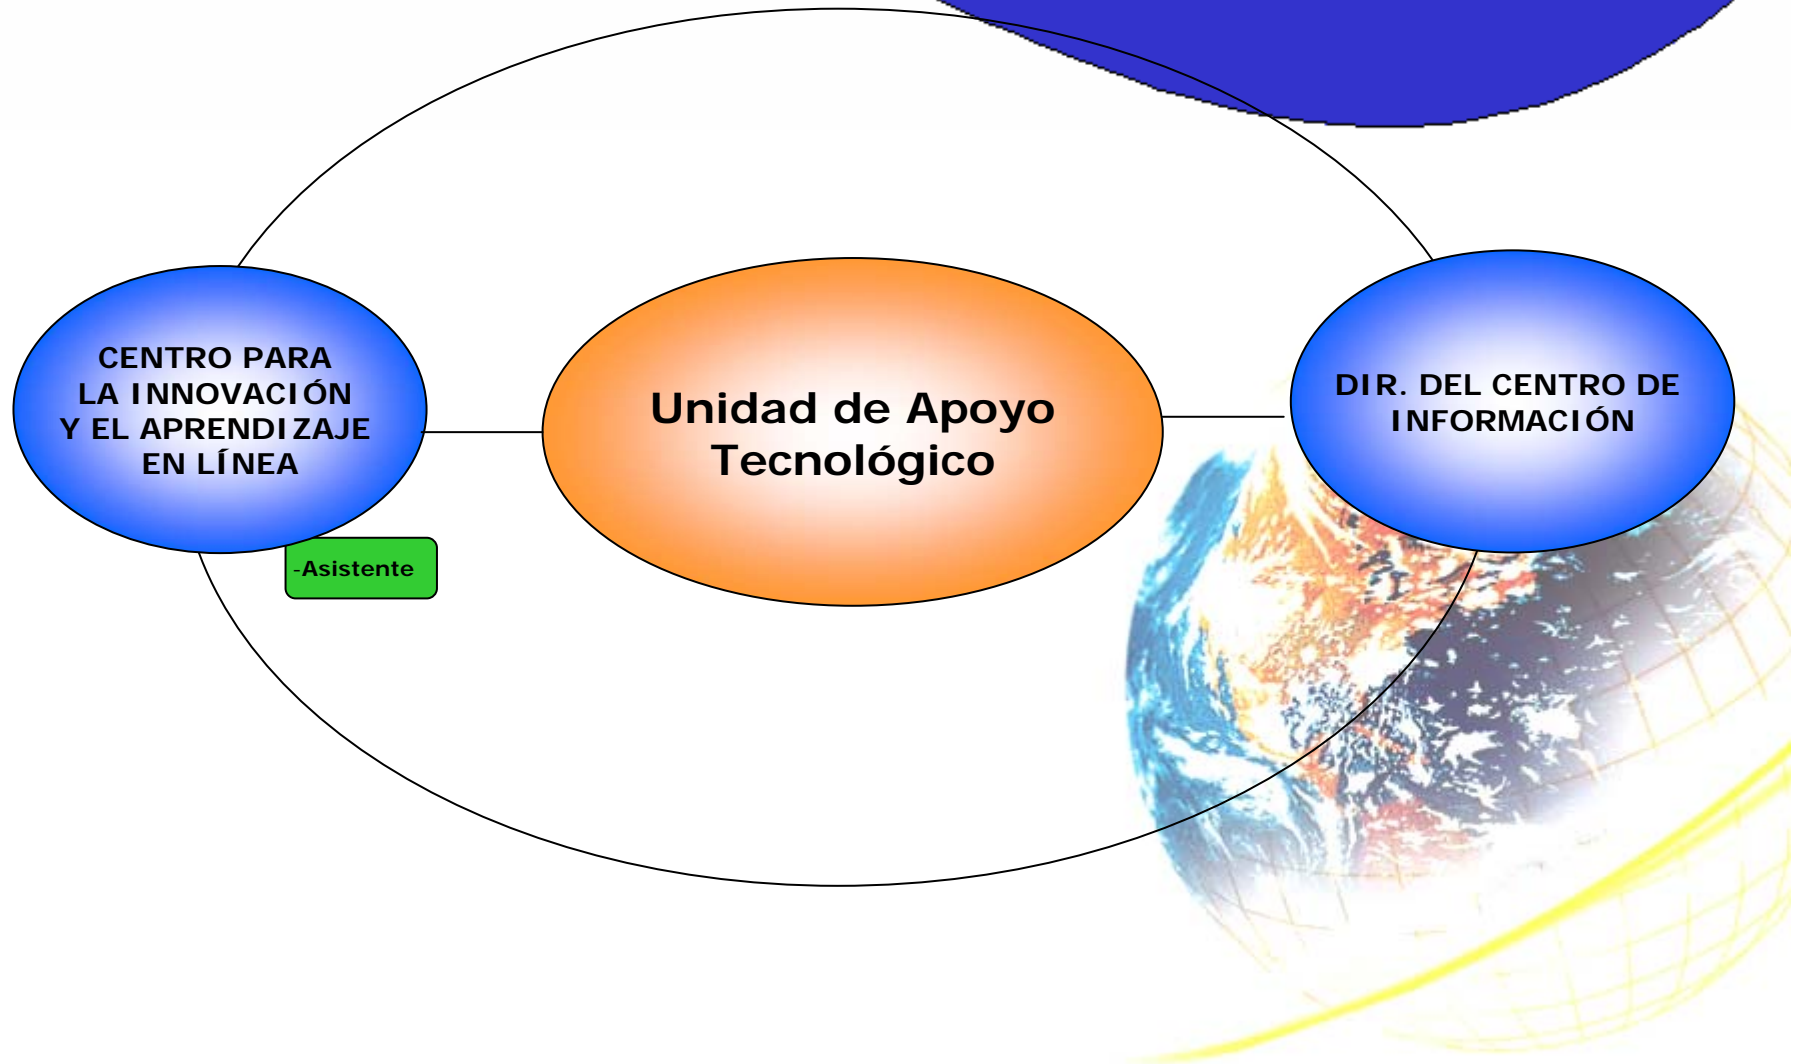 CENTRO PARA
LA INNOVACIÓN
Y EL APRENDIZAJE
EN LÍNEA
-Asistente
Unidad de Apoyo
Tecnológico
DIR. DEL CENTRO DE
INFORMACIÓN